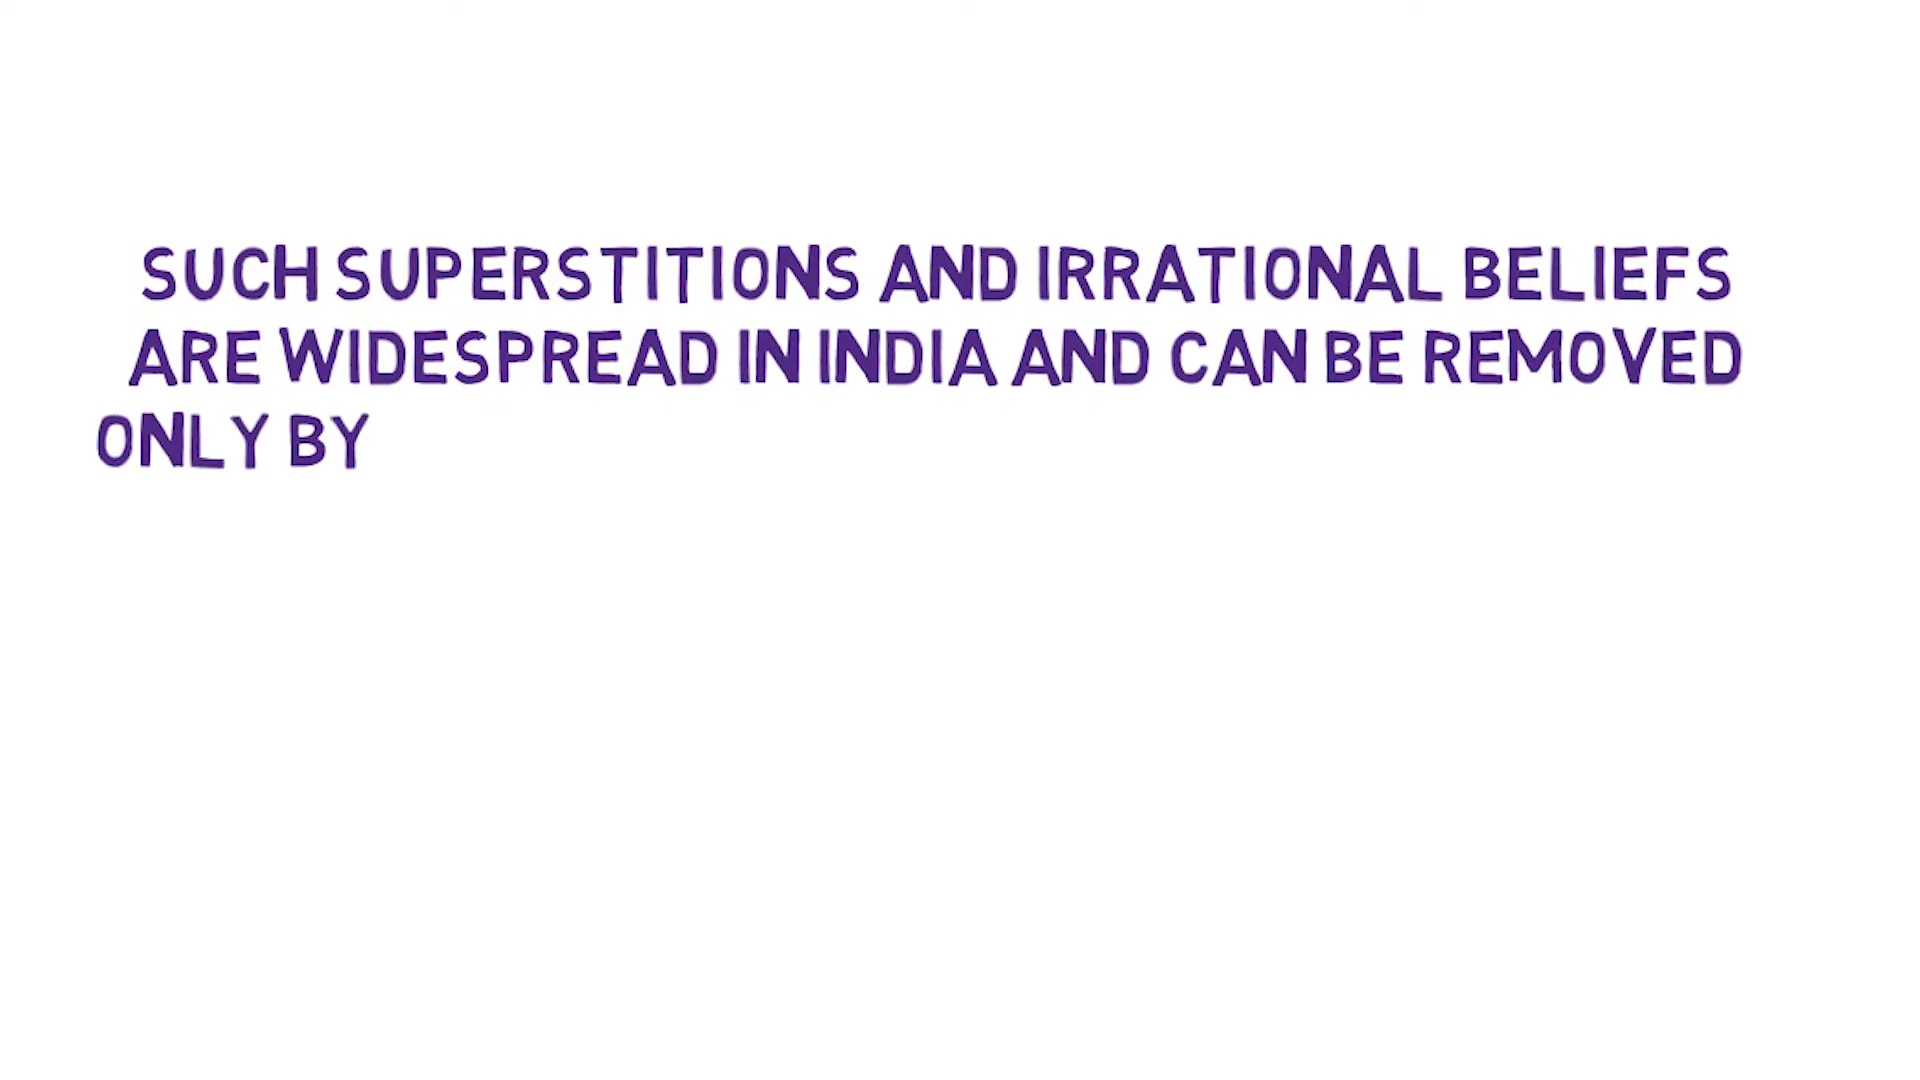 SUCH SUPERSTITIONS AND IRRATIONAL BELIEFS
ARE WIDESPREAD IN INDIA AND CAN BE REMOVED
ONLY BY